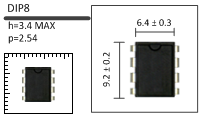 DIP8
h=3.4 MAX
p=2.54
6.4 ± 0.3
9.2 ± 0.2